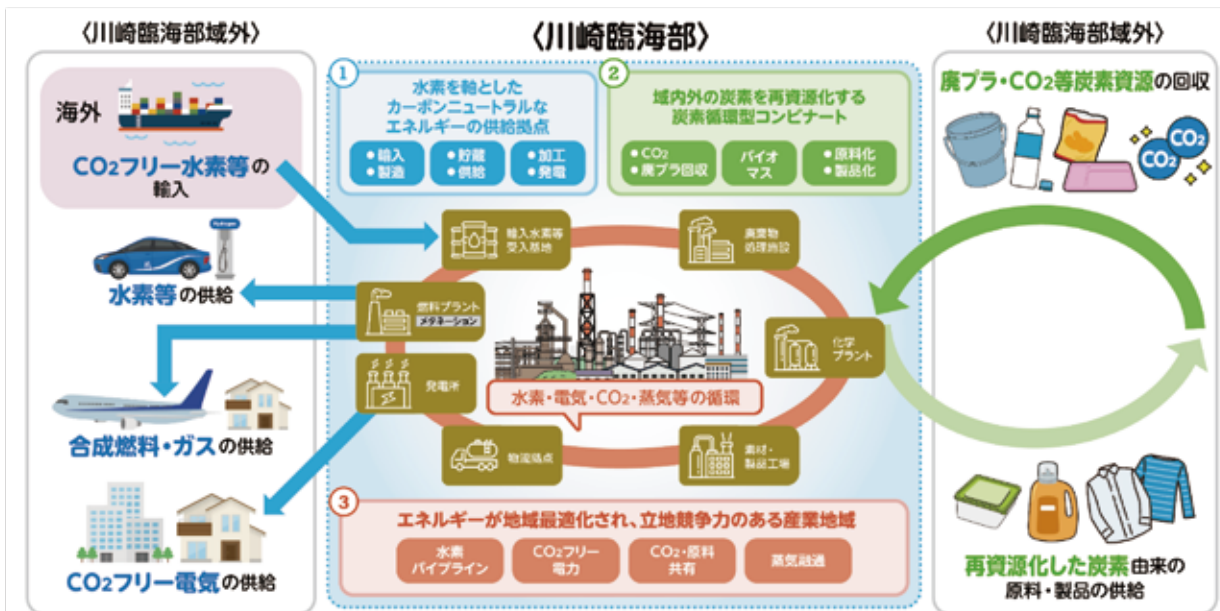 〈川崎臨海部域外〉
海外
CO2フリー水素等の
輸入
水素等の供給
合成燃料・ガスの供給
CO2フリー電気の供給
〈川崎臨海部〉
1
水素を軸とした
カーボンニュートラルな
エネルギーの供給拠点
●輸入
●製造
●貯蔵
●供給
●加工
●発電
2
域内外の炭素を再資源化する
炭素循環型コンビナート
●CO2
●廃プラ回収
バイオ
マス
●原料化
●製品化
輸入水素等
受入基地
廃棄物
処理施設
燃料プラント
メタネーション
化学
プラント
発電所
水素・電気・CO2・蒸気等の循環
物流拠点
素材・
製品工場
3
エネルギーが地域最適化され、立地競争力のある産業地域
水素
パイプライン
CO2フリー
電力
CO2・原料
共有
蒸気融通
〈川崎臨海部域外〉
廃プラ・CO2等炭素資源の回収
CO2
CO2
再資源化した炭素由来の
原料・製品の供給